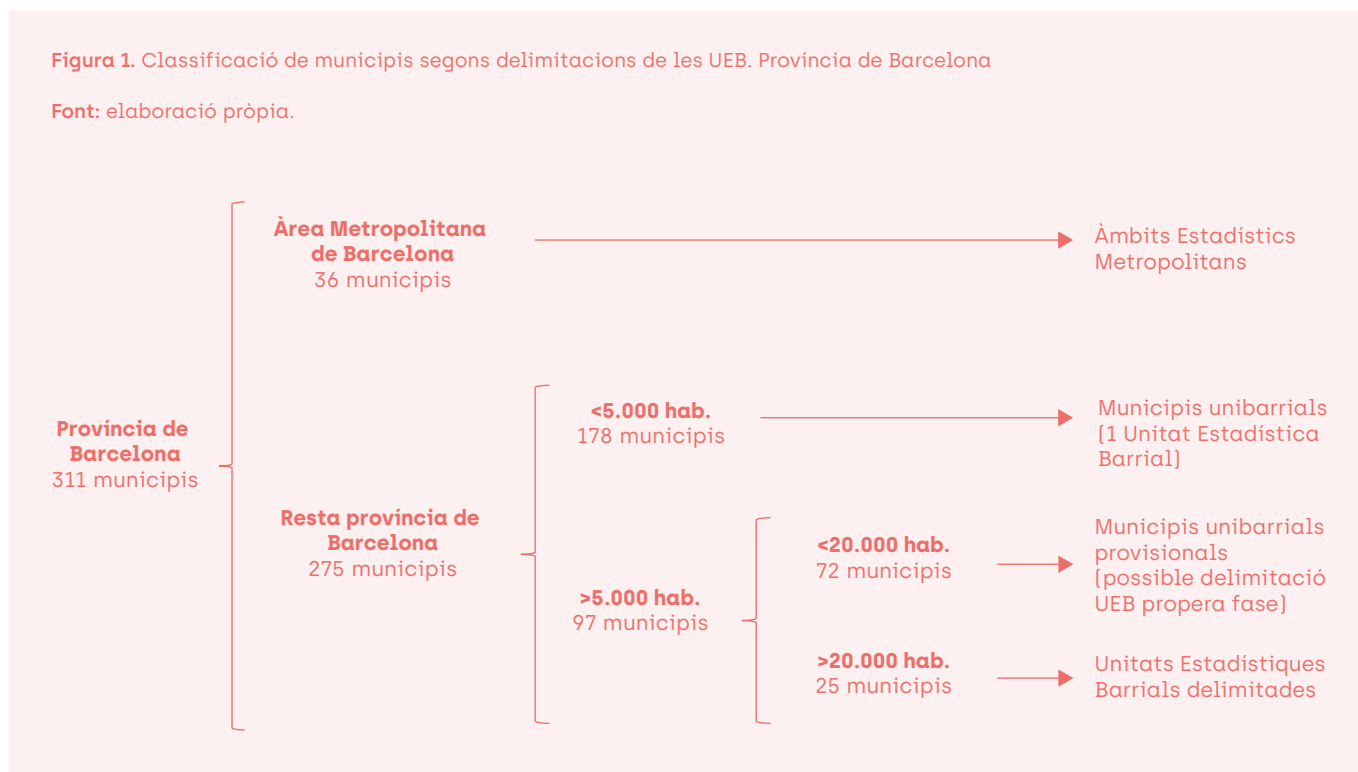 Figura 1. Classificació de municipis segons delimitacions de les UEB. Província de Barcelona
Font: elaboració pròpia.
Àrea Metropolitana
de Barcelona
36 municipis
Àmbits Estadístics
Metropolitans
Província de
Barcelona
311 municipis
<5.000 hab.
178 municipis
Municipis unibarrials
(1 Unitat Estadística
Barrial)
Resta província de
Barcelona
275 municipis
>5.000 hab.
97 municipis
<20.000 hab.
72 municipis
Municipis unibarrials
provisionals
(possible delimitació
UEB propera fase)
>20.000 hab.
25 municipis
Unitats Estadístiques
Barrials delimitades